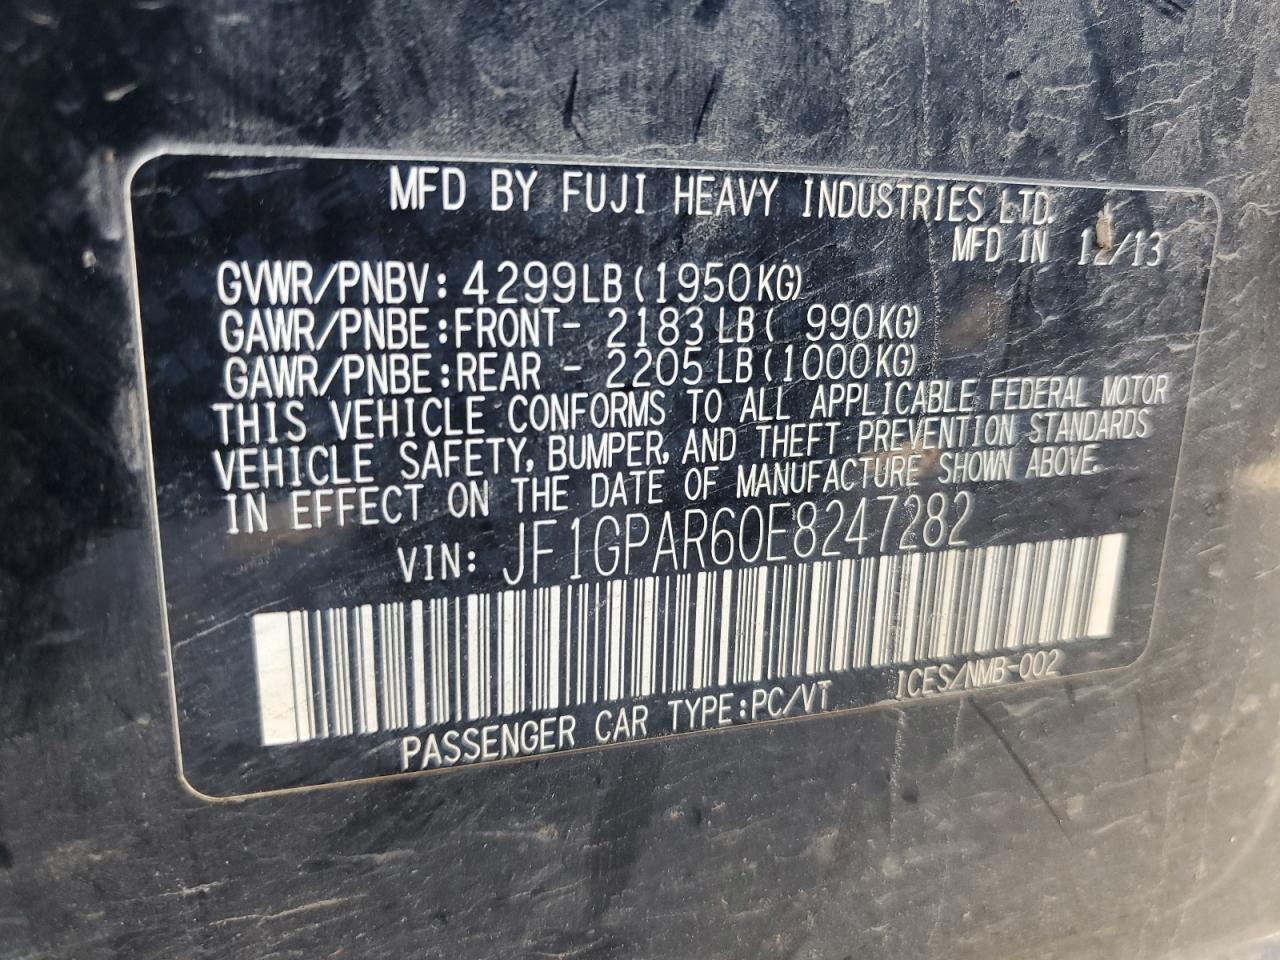 MFD BY FUJI HEAVY INDUSTRIES LTD.
MFD IN 12/13
GVWR/PNBV: 4299LB (1950KG)
GAWR/PNBE: FRONT- 2183 LB ( 990KG)
GAWR/PNBE: REAR - 2205 LB (1000KG)
THIS VEHICLE CONFORMS TO ALL APPLICABLE FEDERAL MOTOR
VEHICLE SAFETY, BUMPER, AND THEFT PREVENTION STANDARDS
IN EFFECT ON THE DATE OF MANUFACTURE SHOWN ABOVE.
VIN: JF1GPAR60E8247282
PASSENGER CAR TYPE: PC/VT ICES/NMB-002